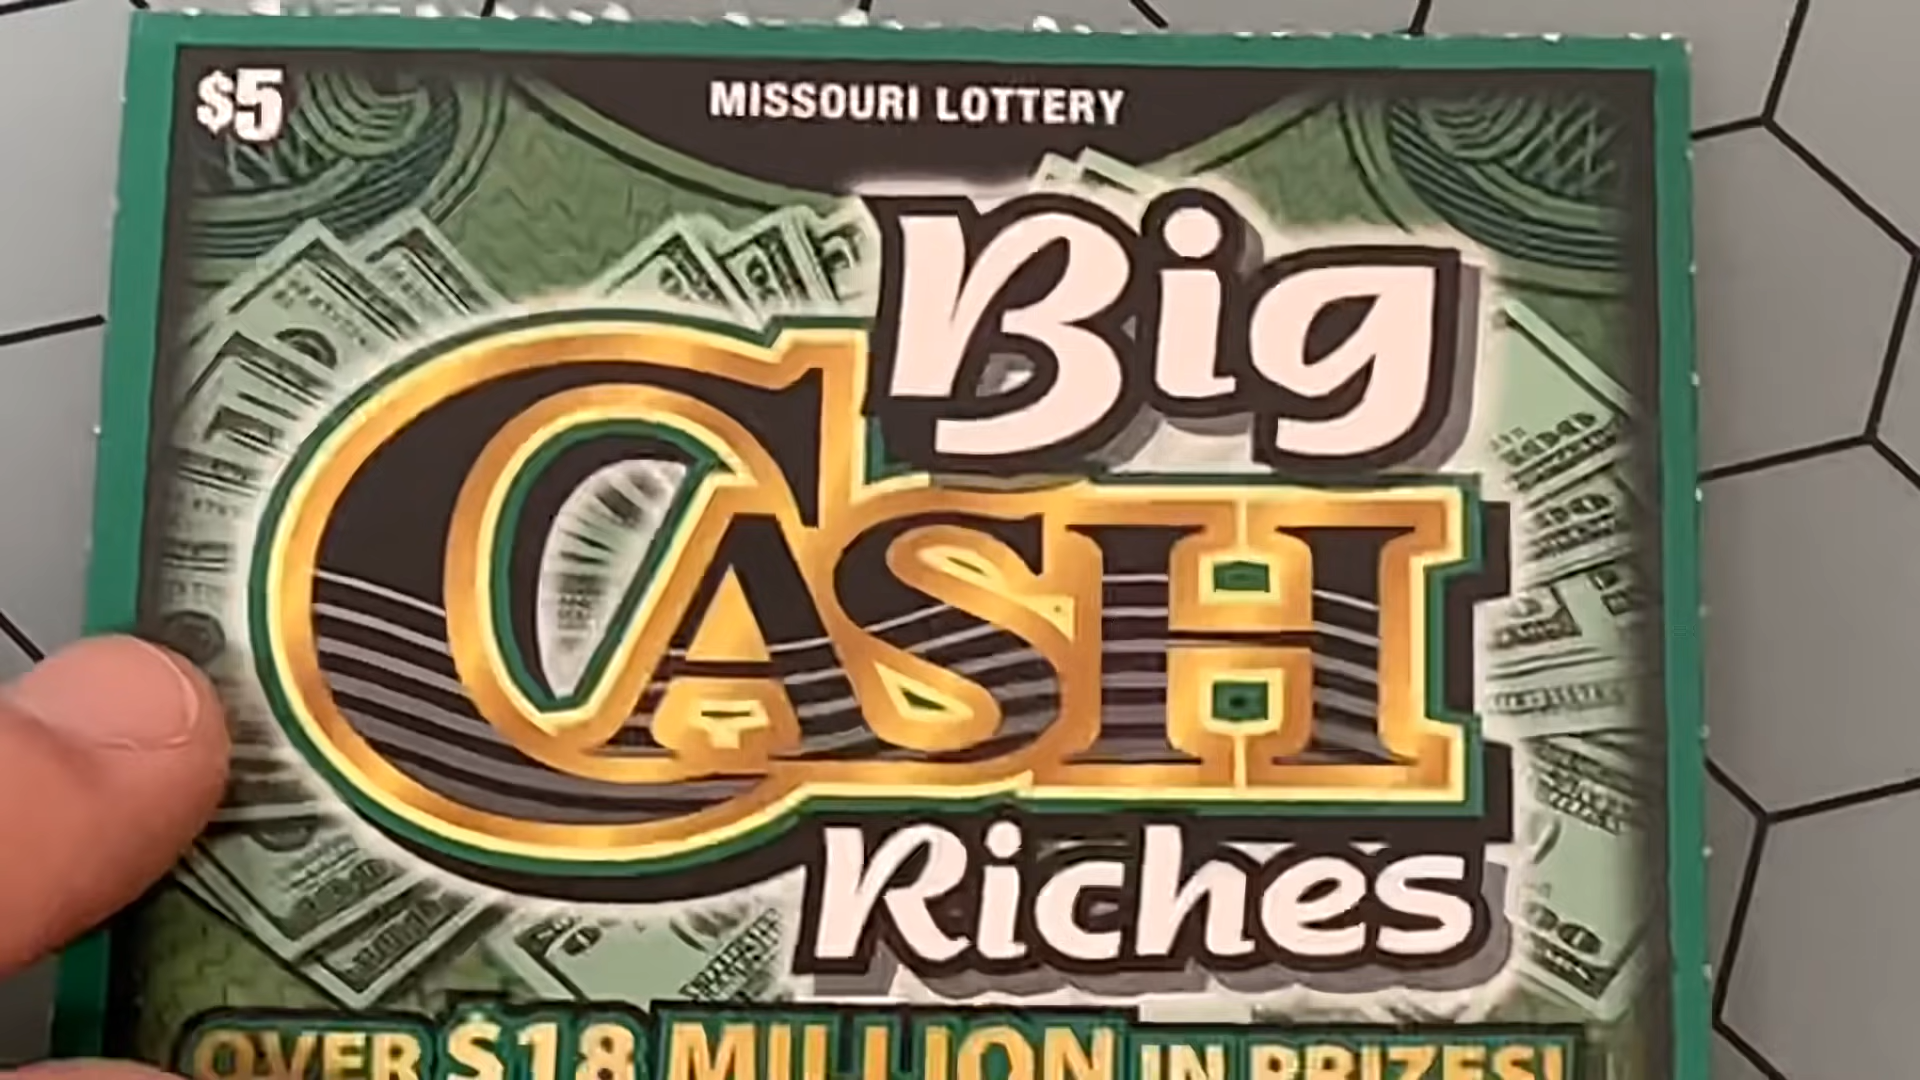 $5
MISSOURI LOTTERY
Big
CASH
Riches
OVER $18 MILLION IN PRIZES!